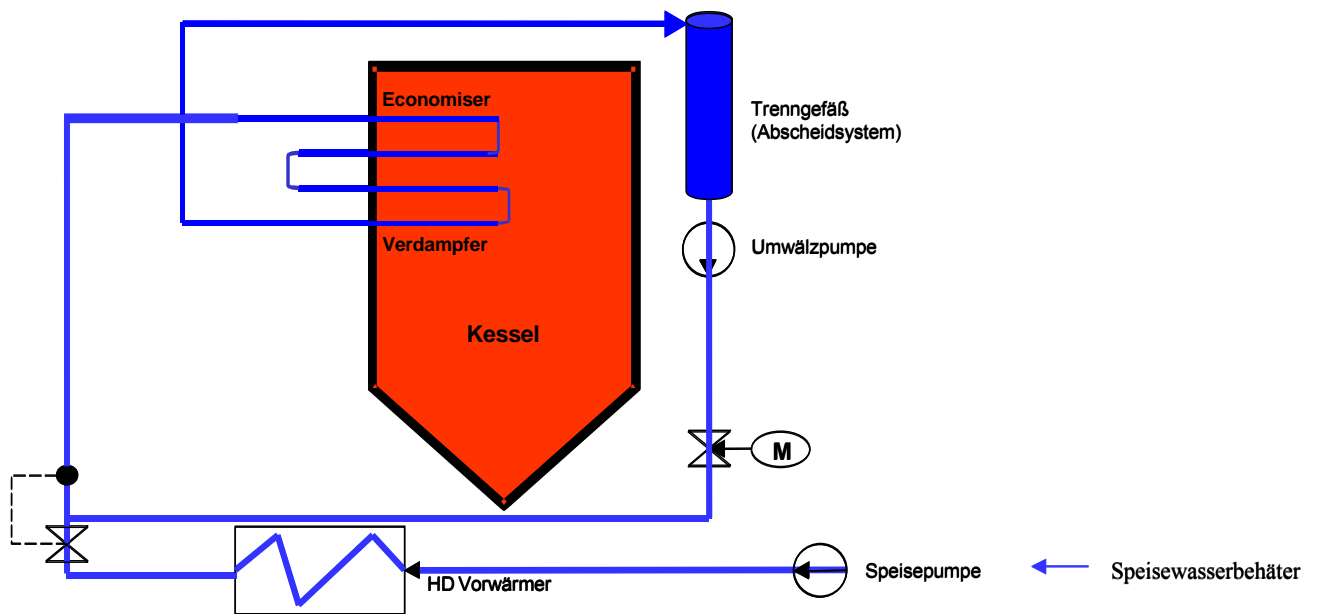 Economiser
Trenngefäß
(Abscheidsystem)
Verdampfer
Umwälzpumpe
Kessel
M
HD Vorwärmer
Speisepumpe
Speisewasserbehäter